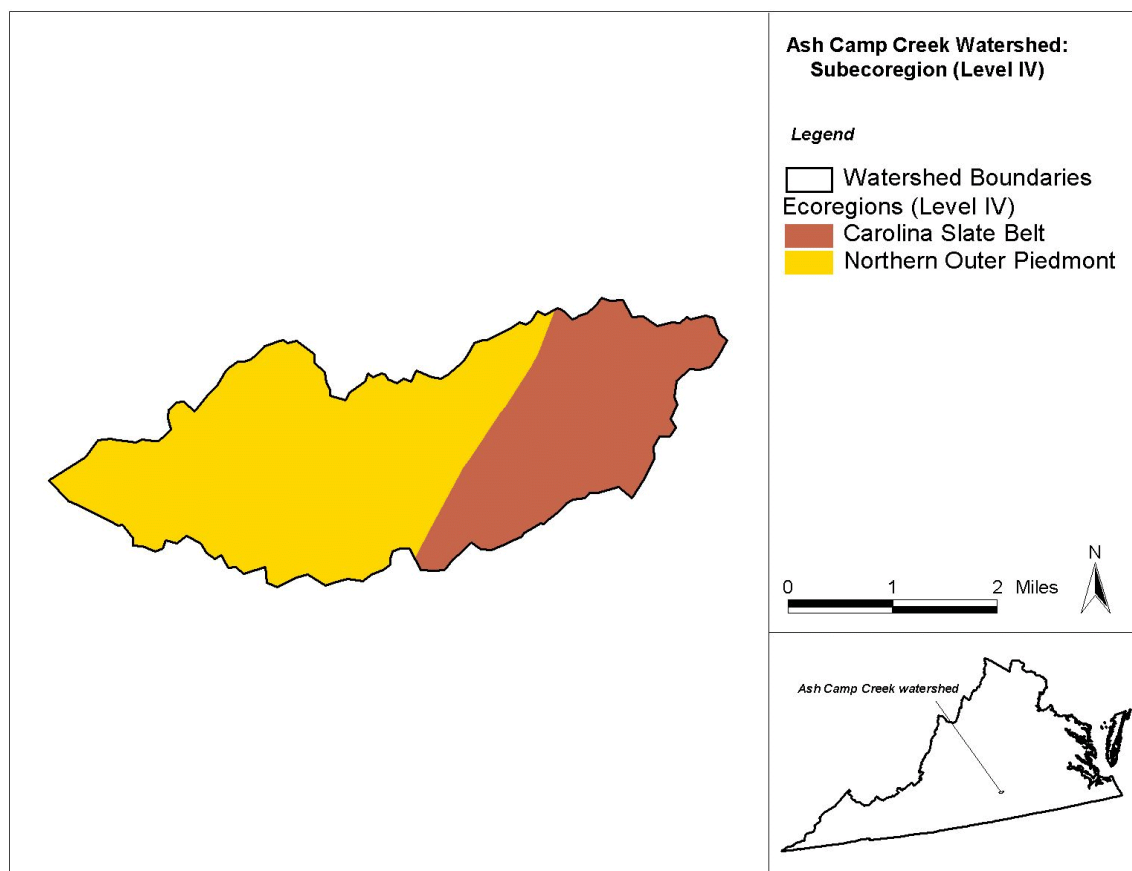 Ash Camp Creek Watershed:
Subecoregion (Level IV)
Legend
Watershed Boundaries
Ecoregions (Level IV)
Carolina Slate Belt
Northern Outer Piedmont
N
0 1 2 Miles
Ash Camp Creek watershed